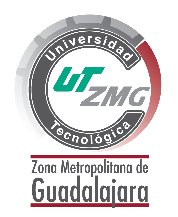 Universidad
UT
ZMG
Tecnológica
Zona Metropolitana de
Guadalajara